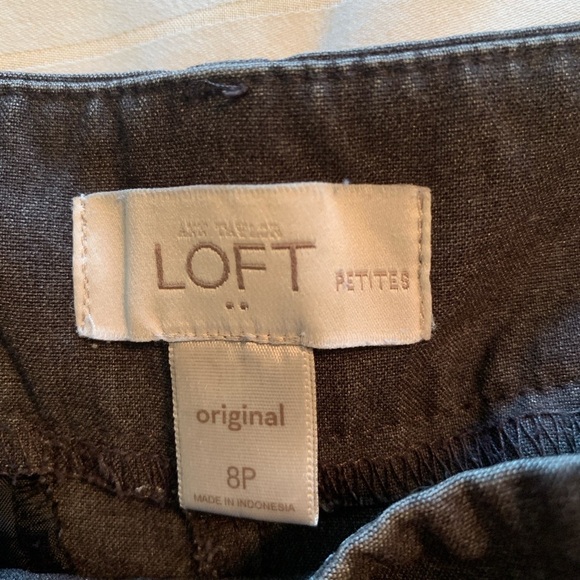 ANN TAYLOR
LOFT
PETITES
original
8P
MADE IN INDONESIA